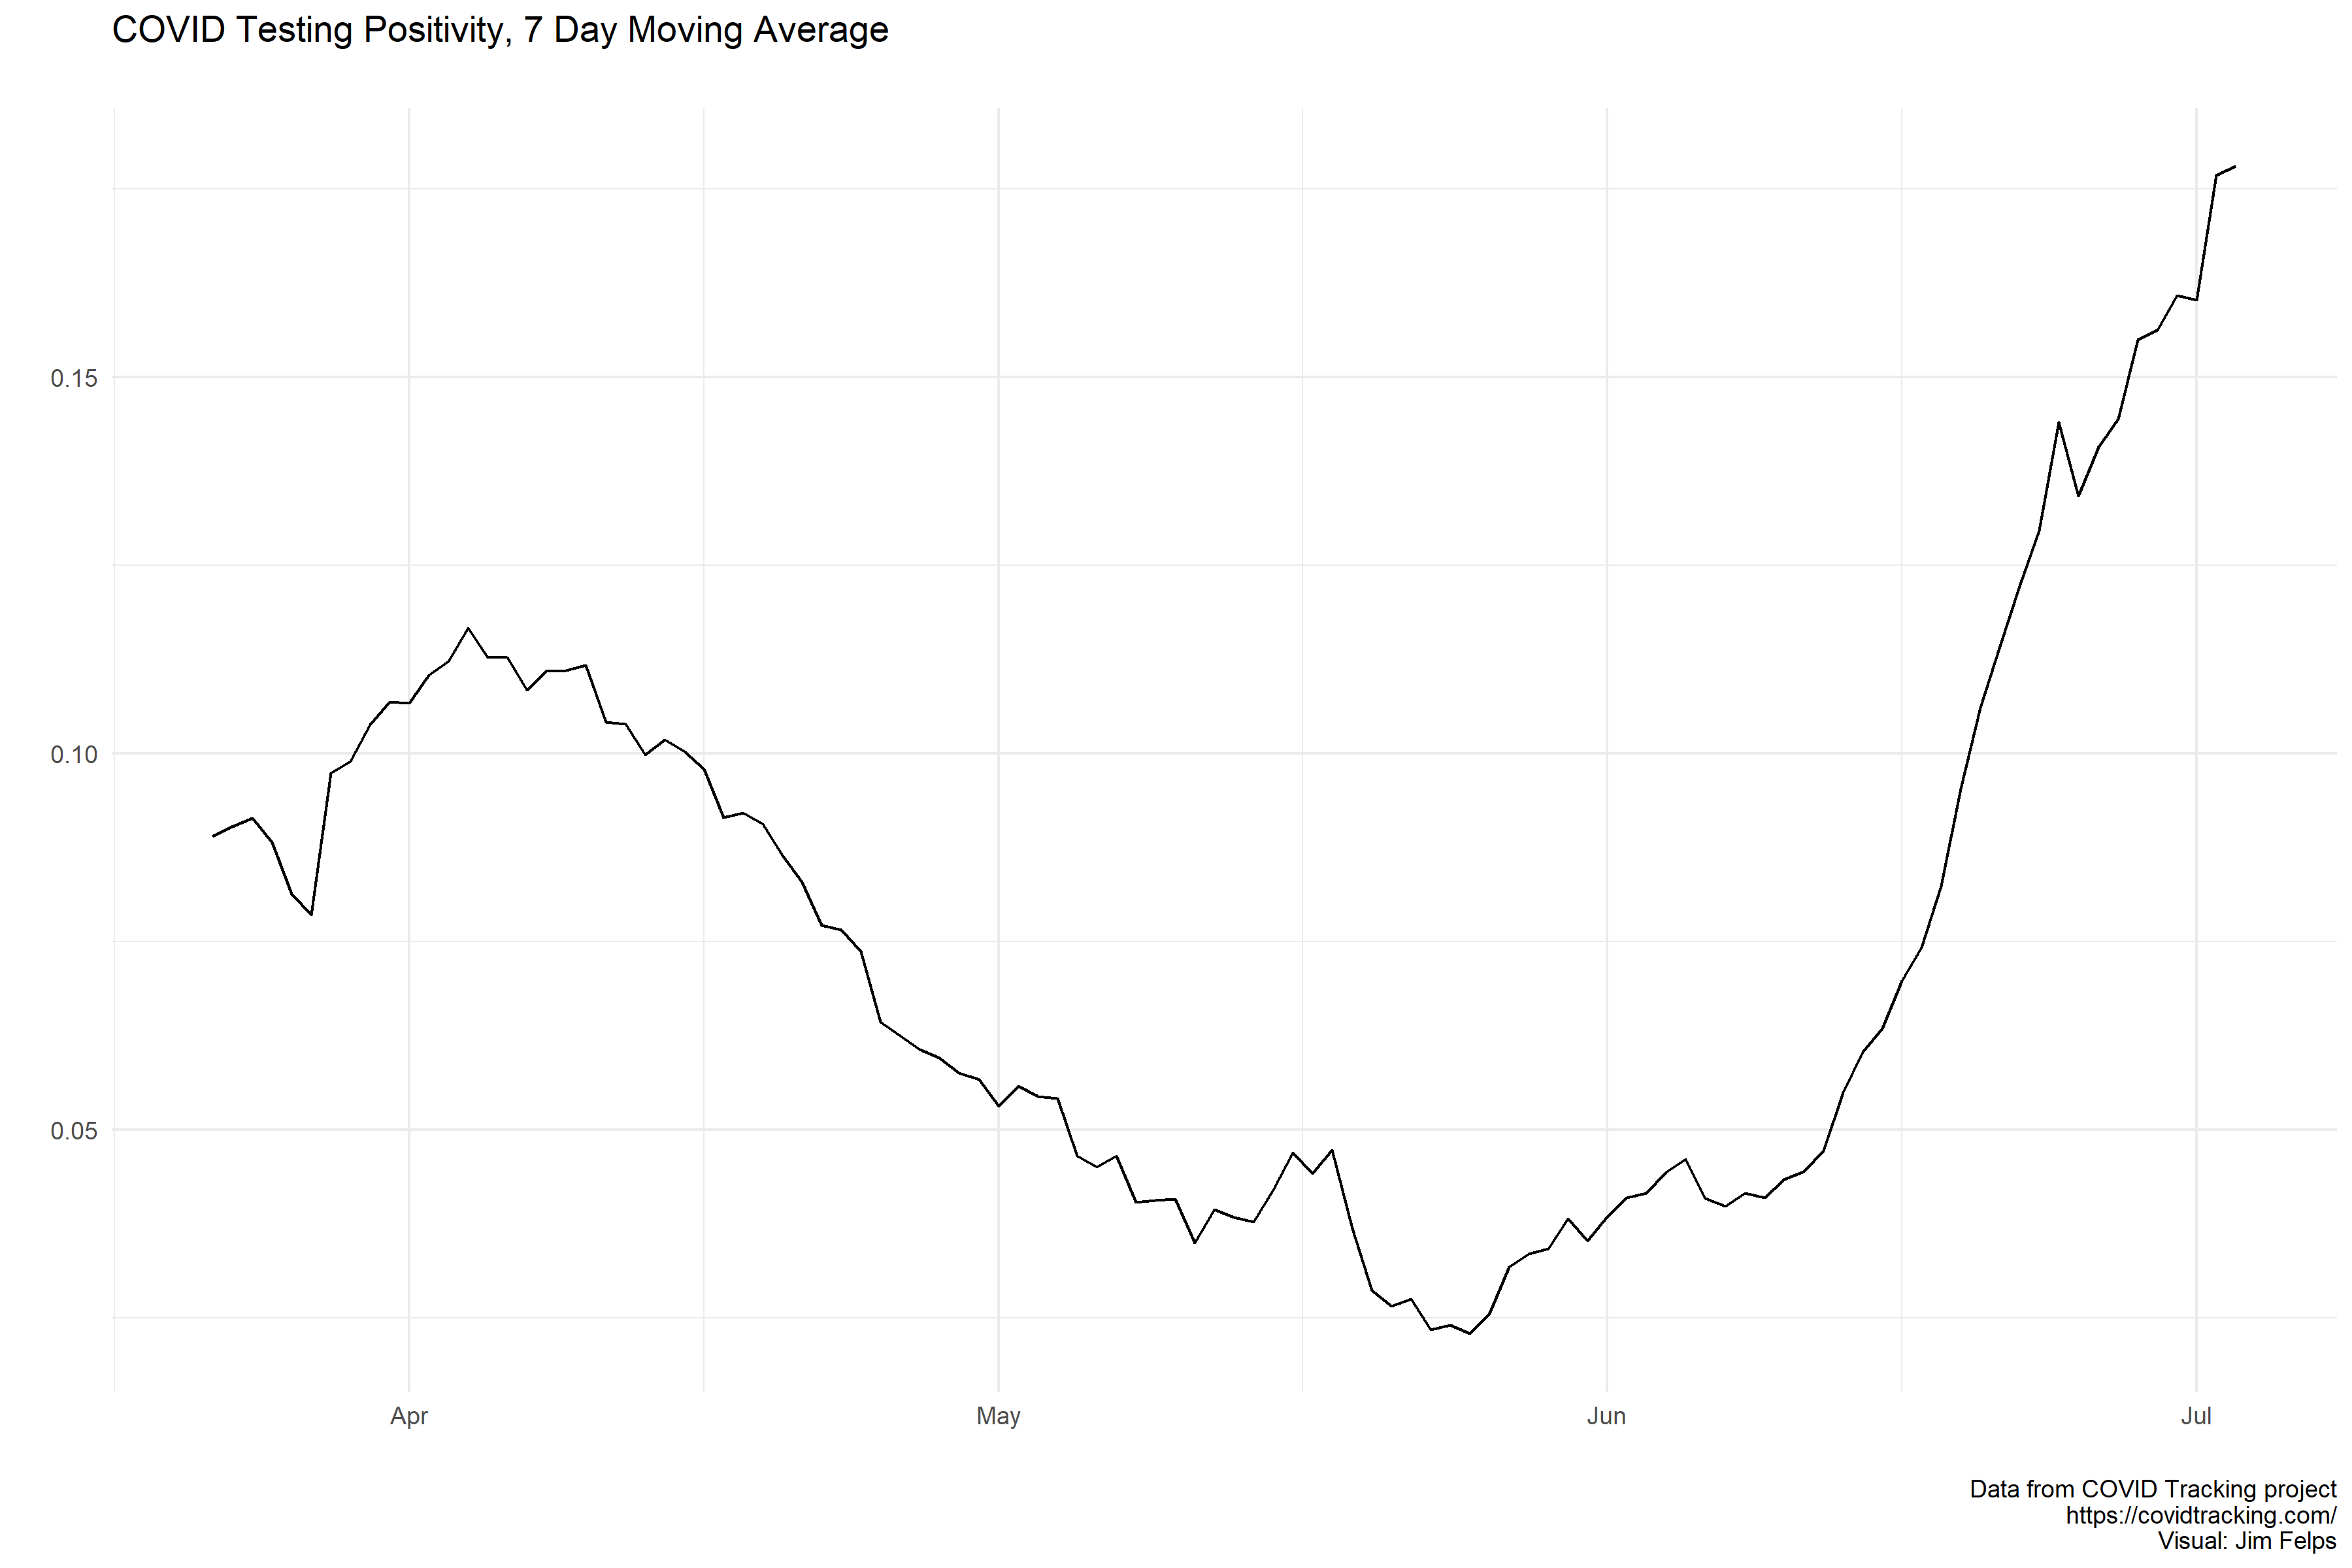 COVID Testing Positivity, 7 Day Moving Average
0.15
0.10
0.05
Apr May Jun Jul
Data from COVID Tracking project
https://covidtracking.com/
Visual: Jim Felps